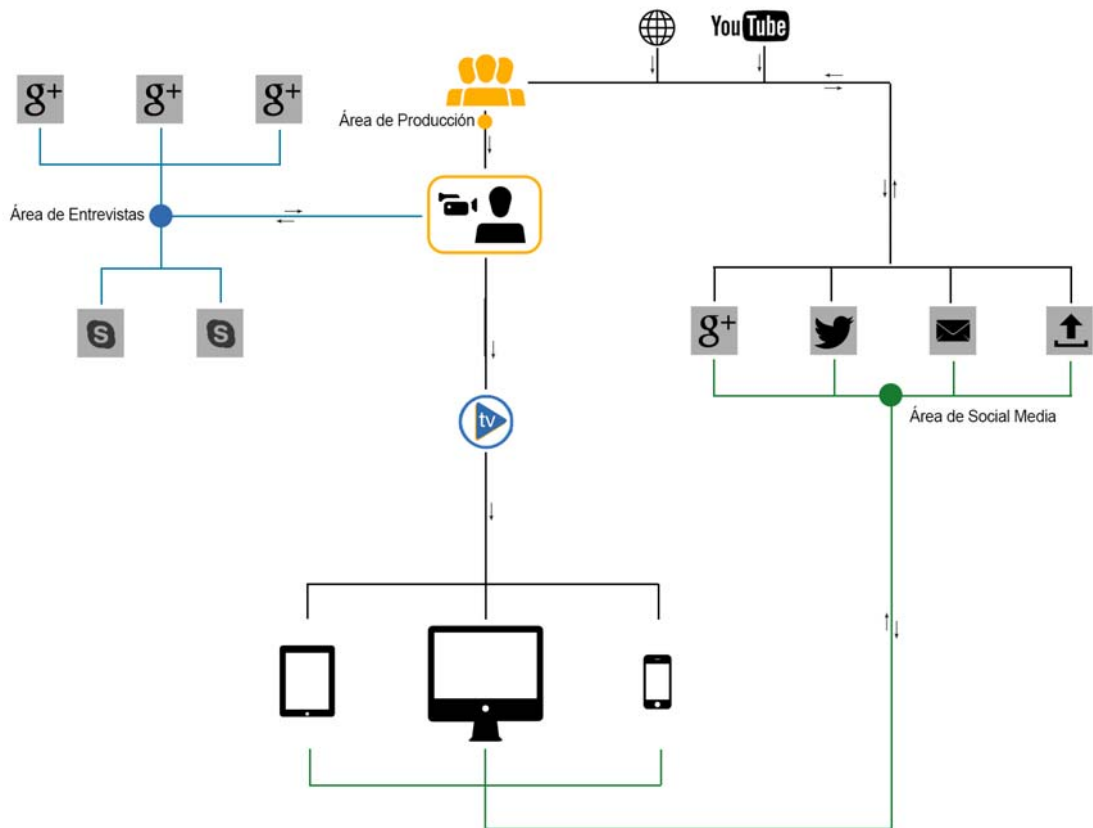 YouTube
g+ g+ g+
Área de Producción
Área de Entrevistas
S S
g+
tv
Área de Social Media